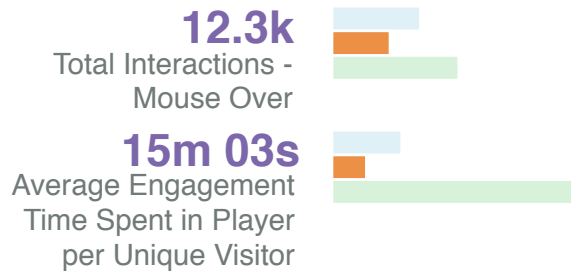 12.3k
Total Interactions -
Mouse Over
15m 03s
Average Engagement
Time Spent in Player
per Unique Visitor